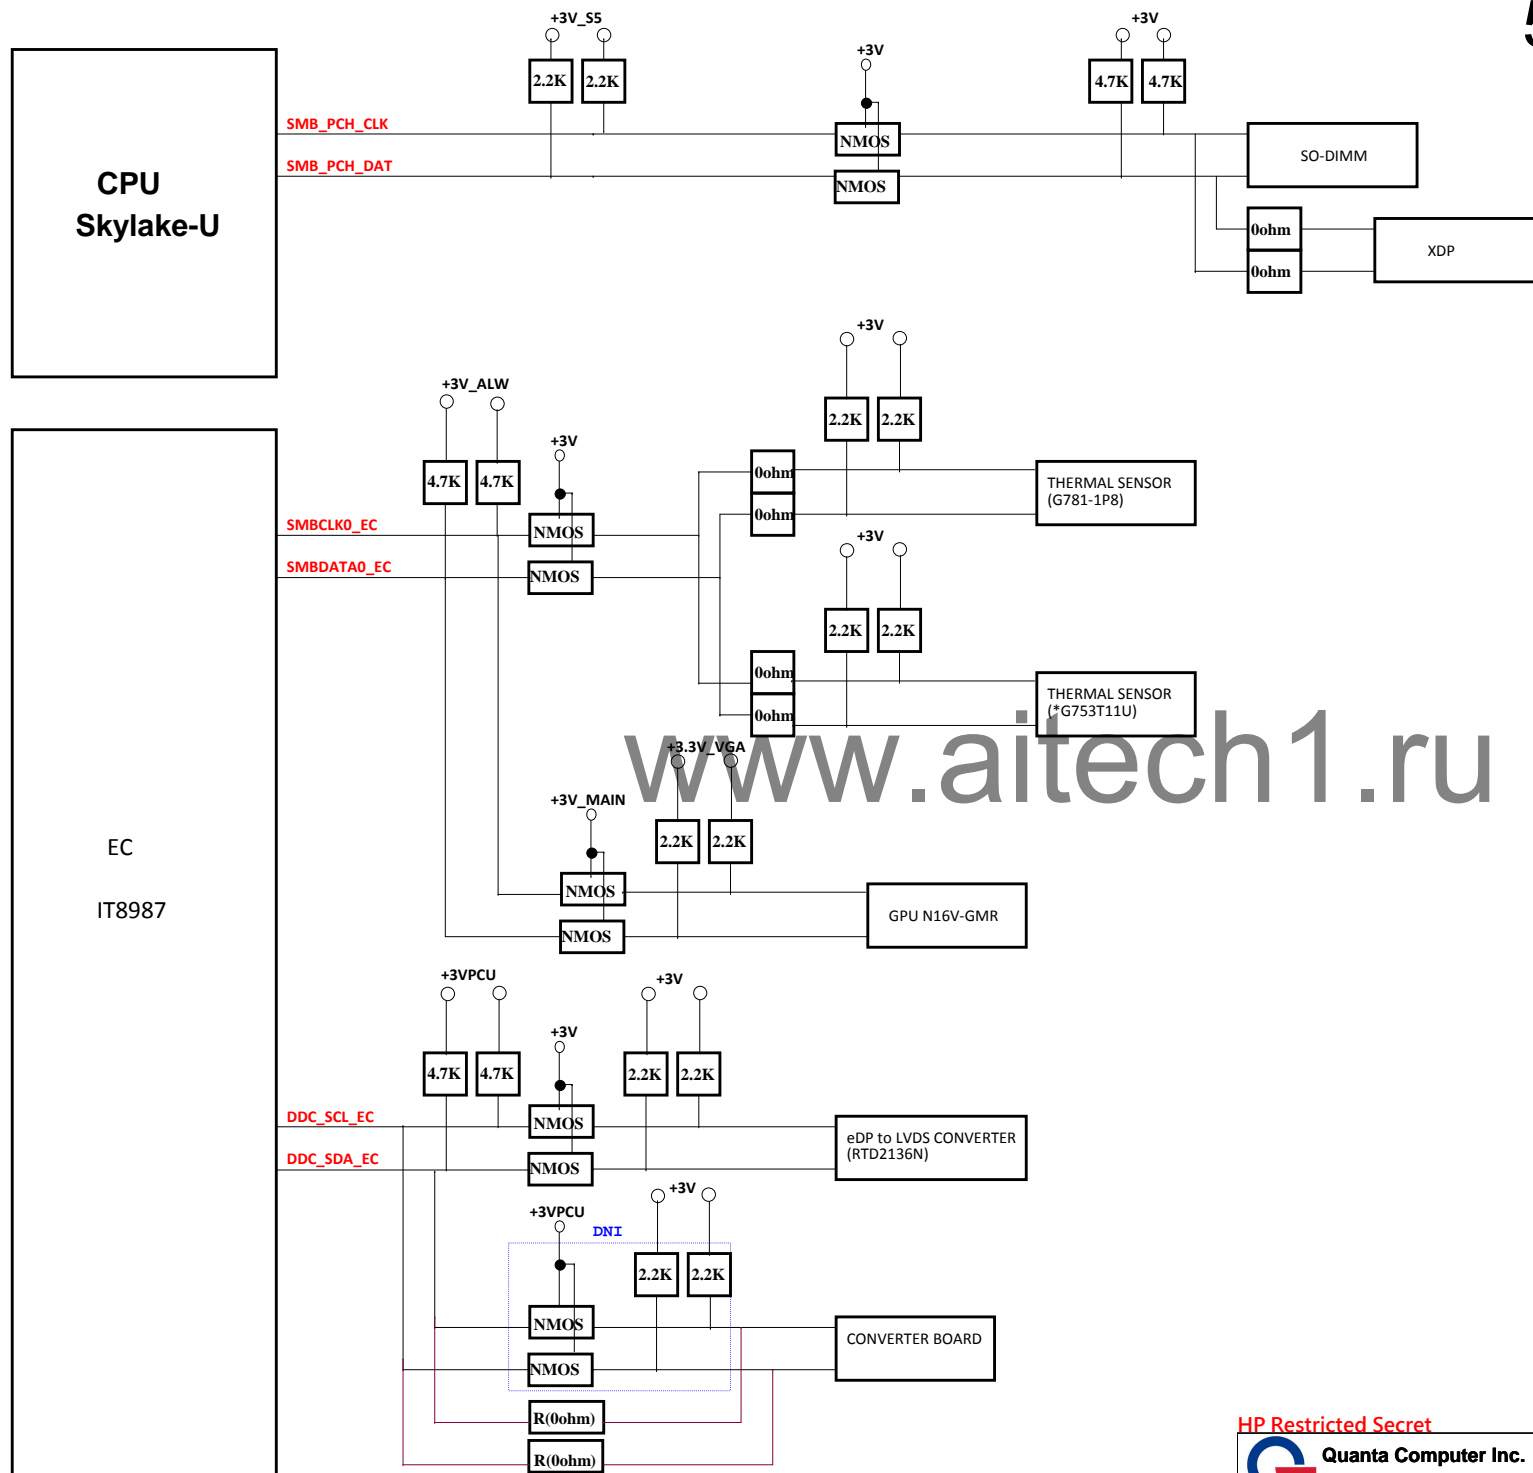 5
+3V_S5
+3V
+3V
2.2K
2.2K
4.7K
4.7K
SMB_PCH_CLK
NMOS
SMB_PCH_DAT
NMOS
SO-DIMM
CPU
Skylake-U
0ohm
0ohm
XDP
+3V
+3V_ALW
2.2K
2.2K
+3V
4.7K
4.7K
0ohm
0ohm
THERMAL SENSOR
(G781-1P8)
SMBCLK0_EC
NMOS
SMBDATA0_EC
NMOS
+3V
2.2K
2.2K
0ohm
0ohm
THERMAL SENSOR
(*G753T11U)
www.aitech1.ru
+3.3V_VGA
+3V_MAIN
2.2K
2.2K
EC
IT8987
NMOS
NMOS
GPU N16V-GMR
+3VPCU
+3V
+3V
4.7K
4.7K
2.2K
2.2K
DDC_SCL_EC
NMOS
DDC_SDA_EC
NMOS
eDP to LVDS CONVERTER
(RTD2136N)
+3V
+3VPCU
DNI
2.2K
2.2K
NMOS
NMOS
CONVERTER BOARD
R(0ohm)
R(0ohm)
HP Restricted Secret
Quanta Computer Inc.